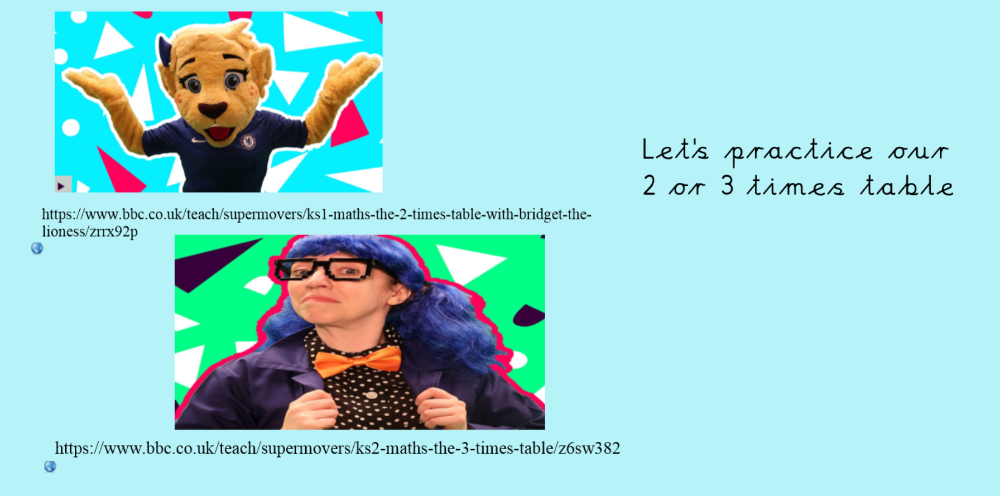 https://www.bbc.co.uk/teach/supermovers/ks1-maths-the-2-times-table-with-bridget-the-
lioness/zrrx92p
Let's practice our
2 or 3 times table
https://www.bbc.co.uk/teach/supermovers/ks2-maths-the-3-times-table/z6sw382